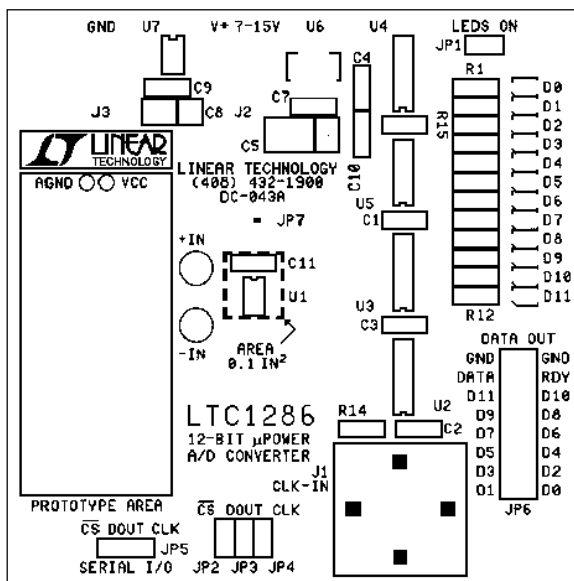 GND U7 V+ 7-15V U6 U4 LEDS ON
JP1
C4
R1
C9
C7
D0
D1
J3 C8 J2
R15
D2
C5
D3
LINEAR
TECHNOLOGY
LINEAR TECHNOLOGY
(408) 432-1900
DC-043A
C10
D4
AGND VCC
D5
U5
D6
JP7
C1
D7
+IN
D8
C11
D9
U1
D10
U3
D11
C3
R12
-IN
AREA
0.1 IN²
DATA OUT
GND GND
DATA RDY
D11 D10
LTC1286
R14 U2
D9 D8
C2
D7 D6
12-BIT µPOWER
A/D CONVERTER
J1
CLK-IN
D5 D4
D3 D2
D1 D0
PROTOTYPE AREA
CS DOUT CLK
JP6
CS DOUT CLK
JP5
SERIAL I/O
JP2 JP3 JP4